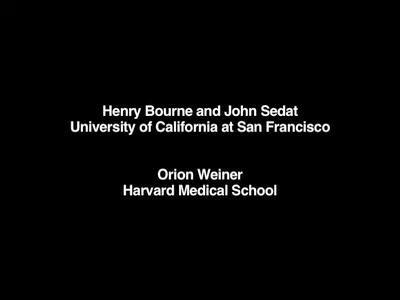 Henry Bourne and John Sedat
University of California at San Francisco
Orion Weiner
Harvard Medical School